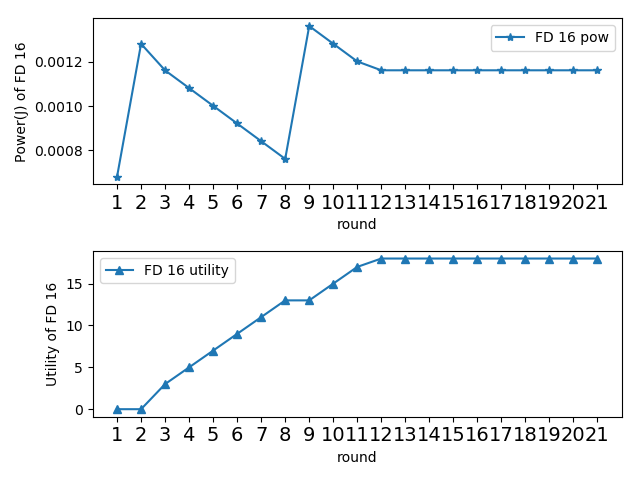 FD 16 pow
Power(J) of FD 16
0.0012
0.0010
0.0008
1 2 3 4 5 6 7 8 9 10 11 12 13 14 15 16 17 18 19 20 21
round
FD 16 utility
Utility of FD 16
15
10
5
0
1 2 3 4 5 6 7 8 9 10 11 12 13 14 15 16 17 18 19 20 21
round